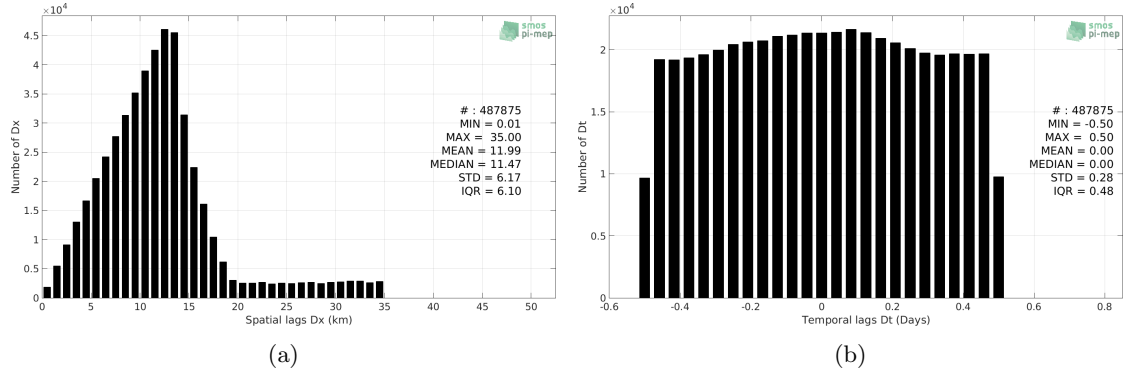 ×10⁴
4.5
4
3.5
3
2.5
2
1.5
1
0.5
0
Number of Dx
0 5 10 15 20 25 30 35 40 45 50
Spatial lags Dx (km)
smos
pi-mep
# : 487875
MIN = 0.01
MAX = 35.00
MEAN = 11.99
MEDIAN = 11.47
STD = 6.17
IQR = 6.10
(a)
×10⁴
2
1.5
1
0.5
0
Number of Dt
-0.6 -0.4 -0.2 0 0.2 0.4 0.6 0.8
Temporal lags Dt (Days)
smos
pi-mep
# : 487875
MIN = -0.50
MAX = 0.50
MEAN = 0.00
MEDIAN = 0.00
STD = 0.28
IQR = 0.48
(b)